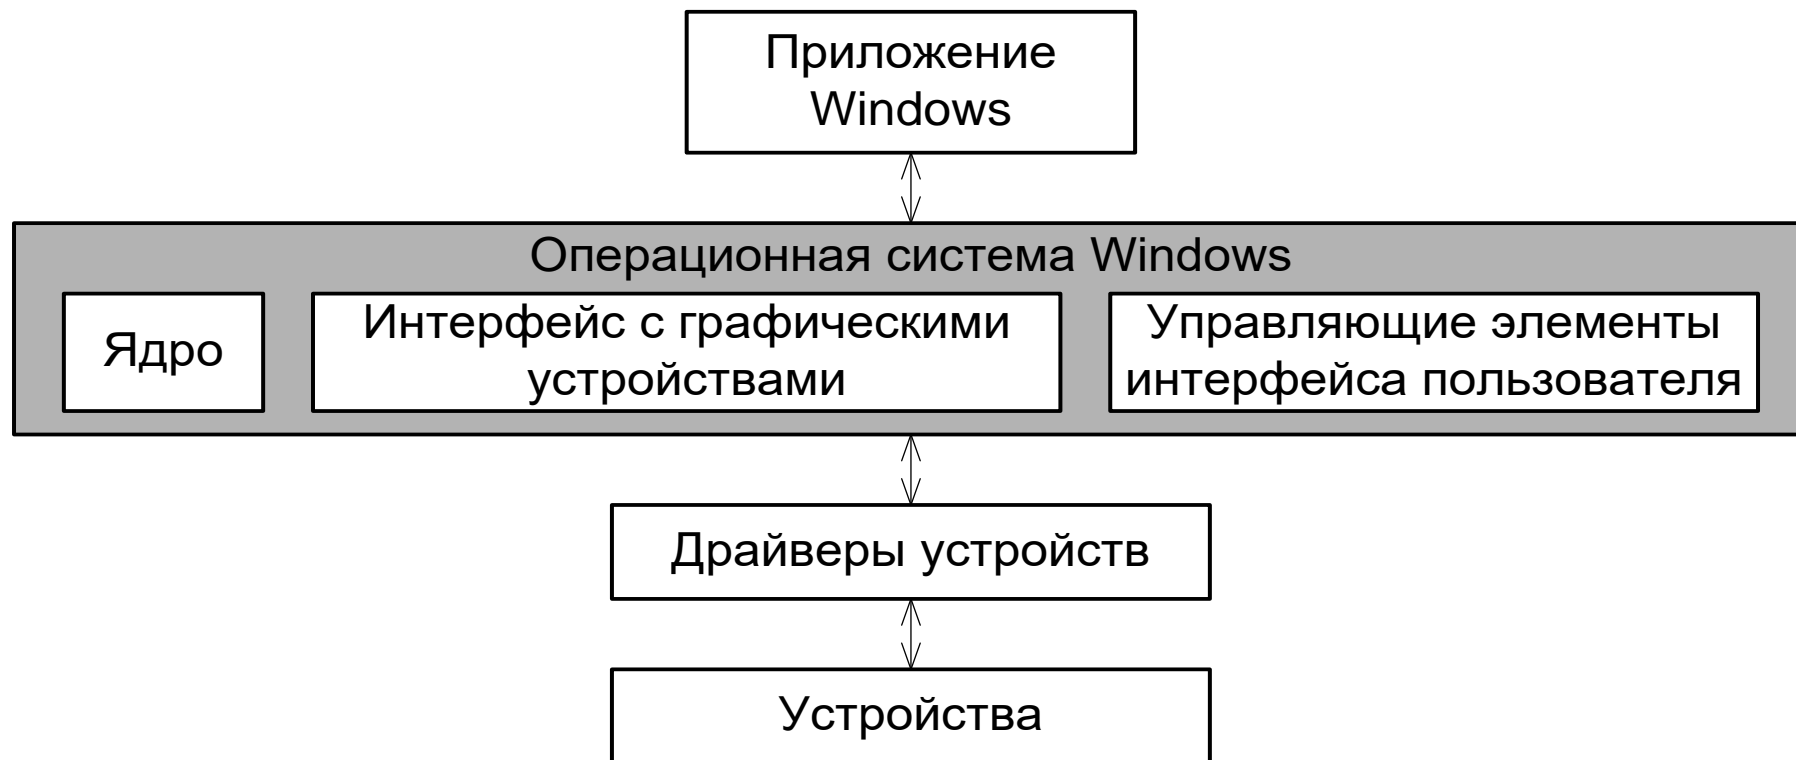 Приложение
Windows
Операционная система Windows
Ядро
Интерфейс с графическими
устройствами
Управляющие элементы
интерфейса пользователя
Драйверы устройств
Устройства